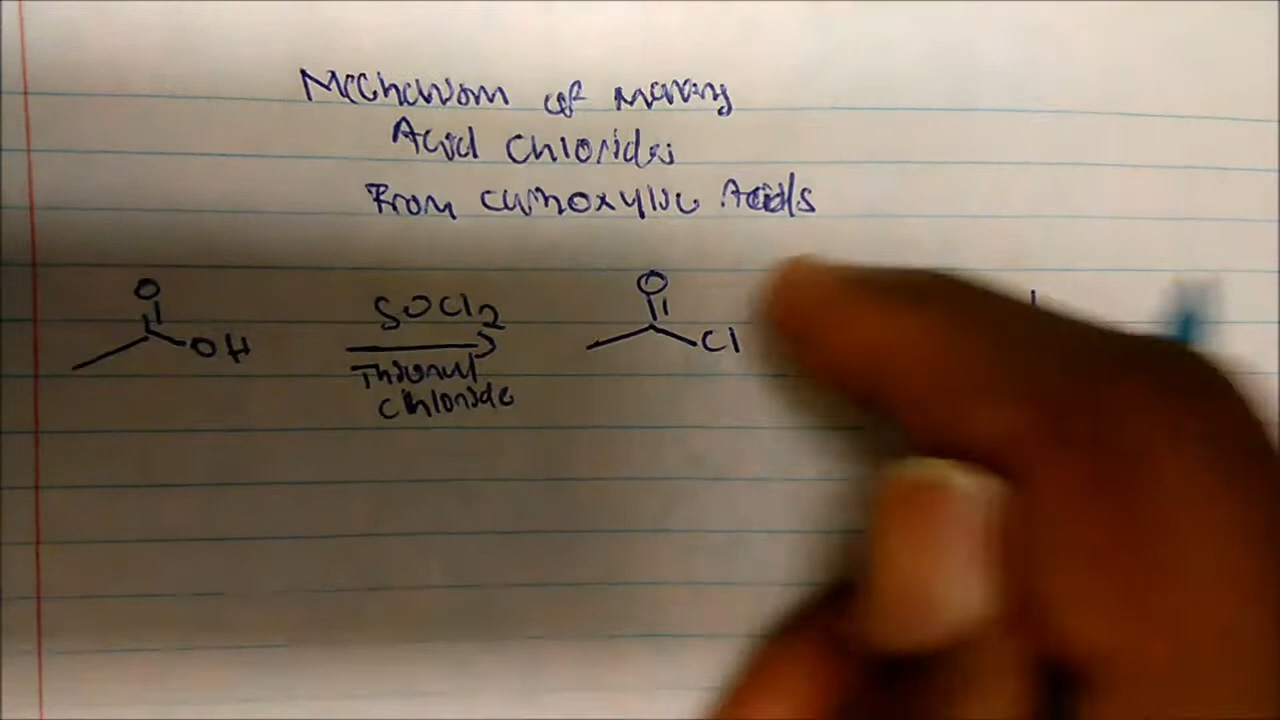 Mechanism of Making
Acid Chlorides
From Carboxylic Acids
O
SOCl2
O
OH
Cl
Thionyl
Chloride